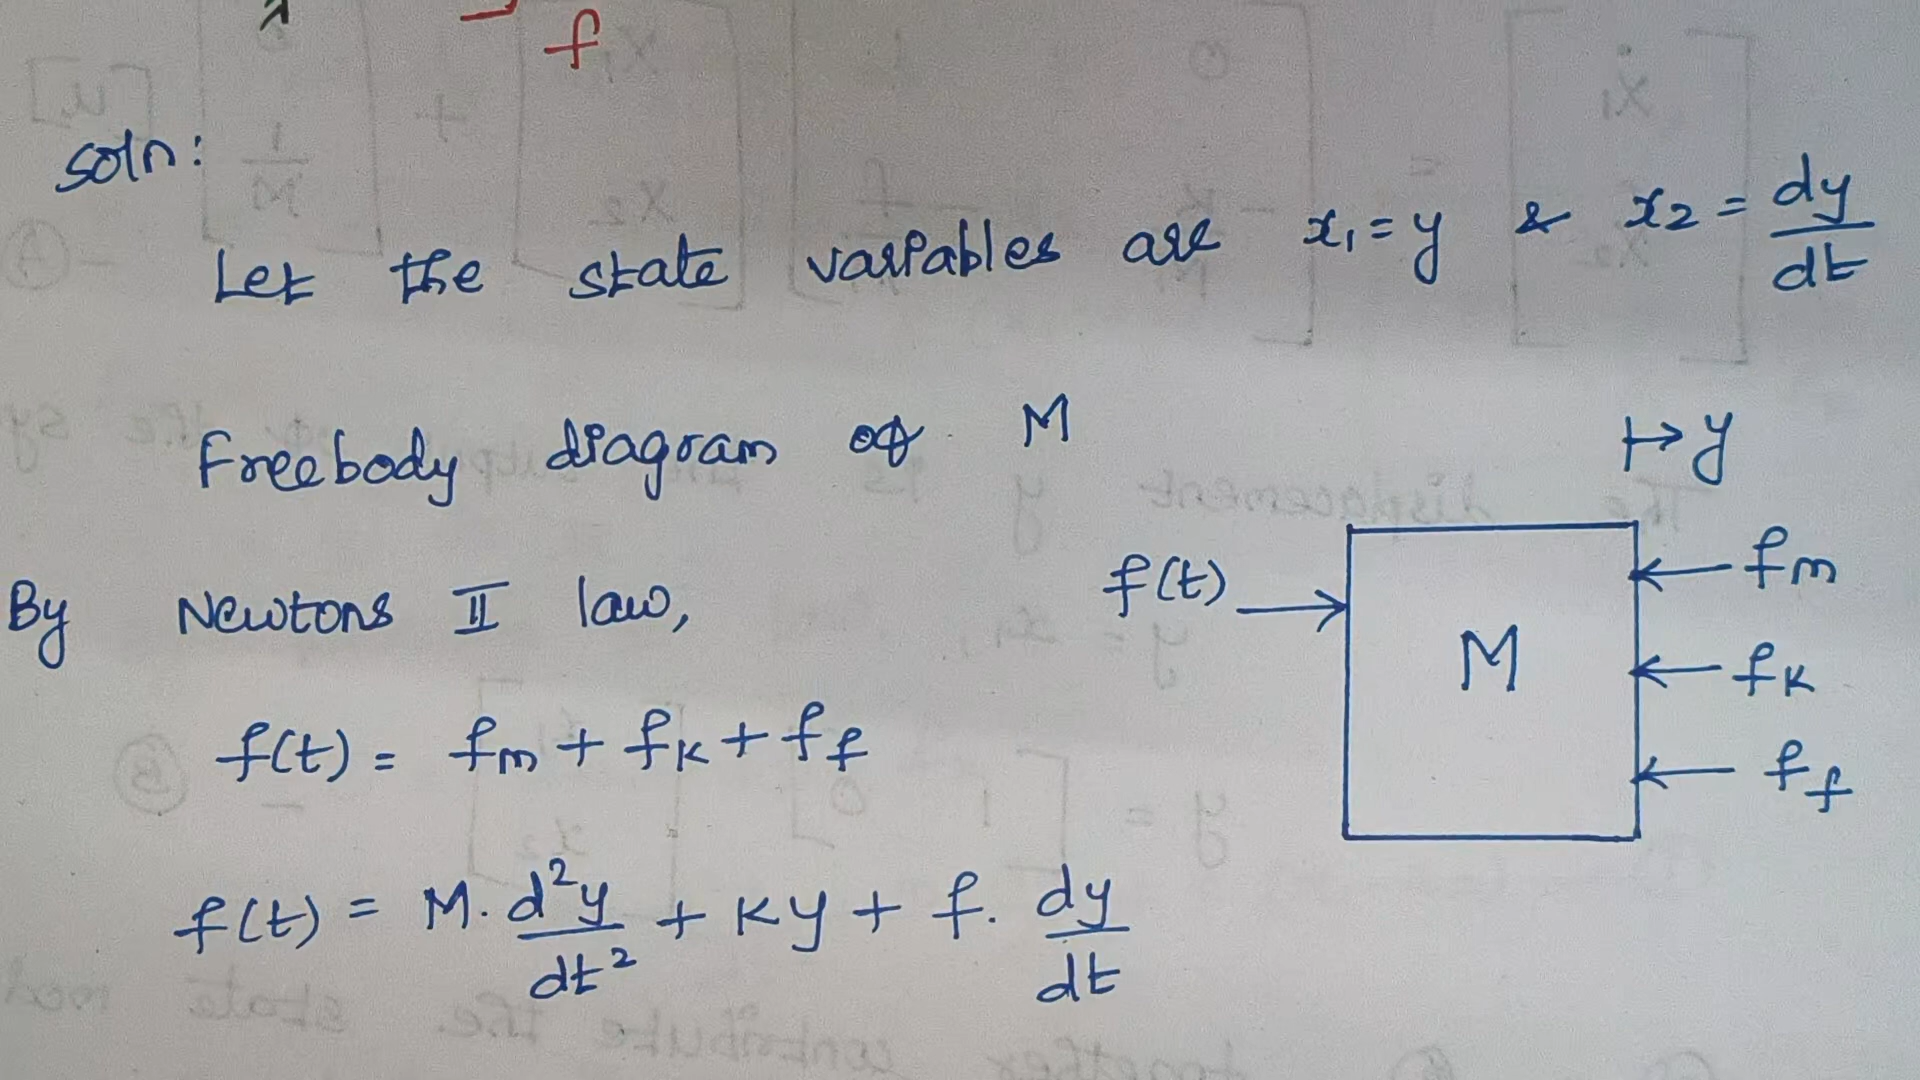 f
soln:
Let the state variables are x₁ = y & x₂ = dy/dt
Freebody diagram of M
↦ y
By Newtons II law,
f(t) → M ← fm
← fK
← ff
f(t) = fm + fK + ff
f(t) = M. d²y/dt² + Ky + f. dy/dt